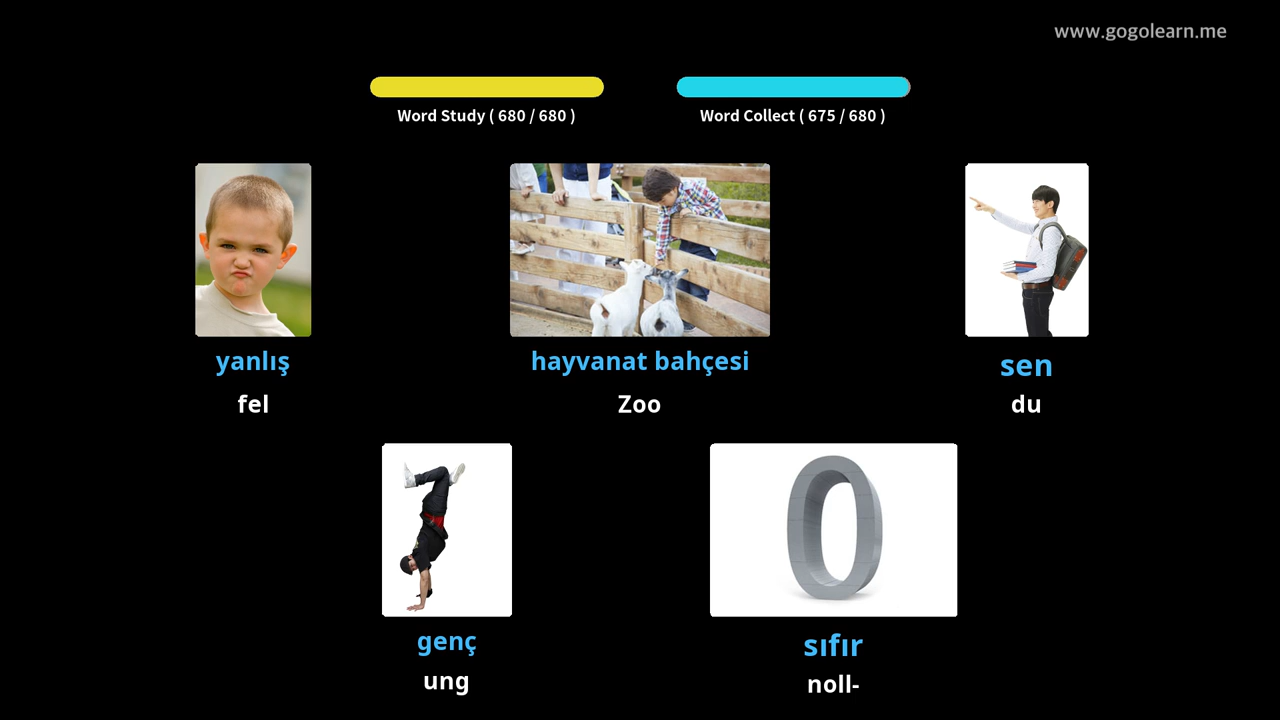 www.gogolearn.me
Word Study ( 680 / 680 )
Word Collect ( 675 / 680 )
yanlış
fel
hayvanat bahçesi
Zoo
sen
du
genç
ung
0
sıfır
noll-